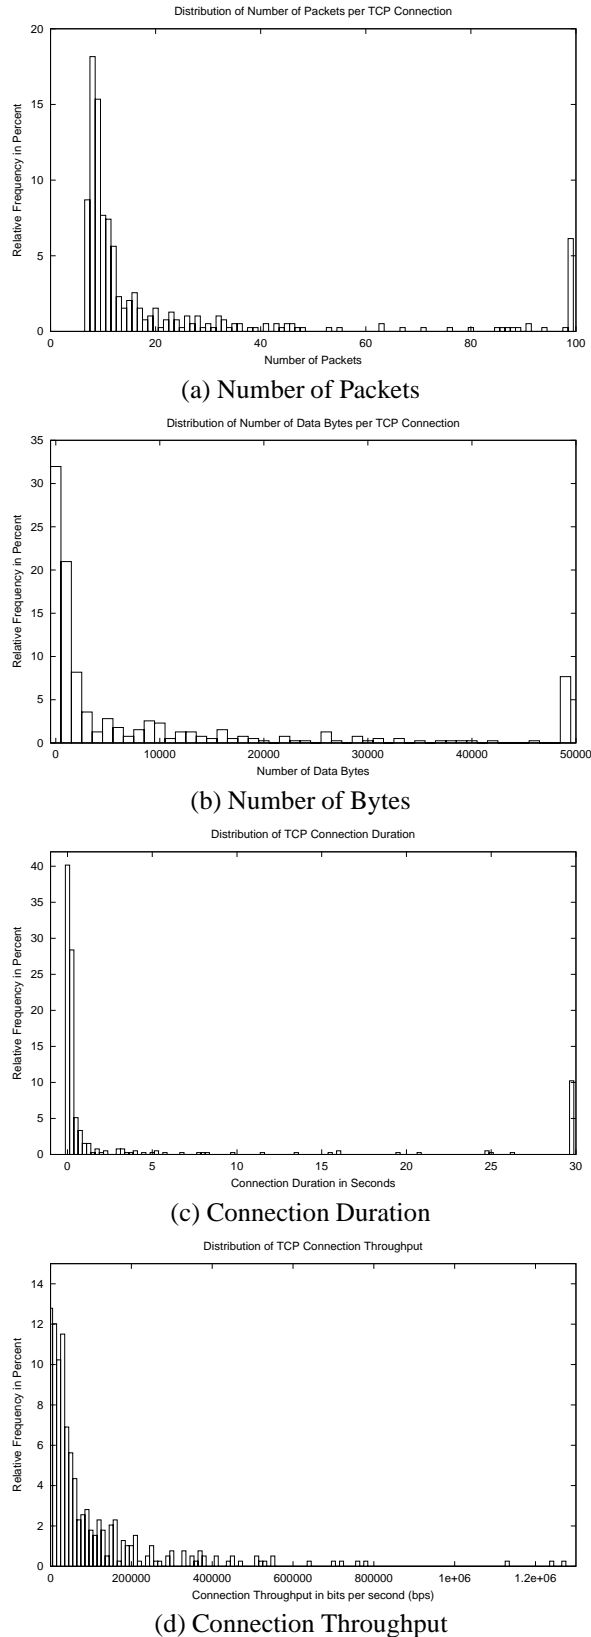 Distribution of Number of Packets per TCP Connection
20
15
10
5
0
Relative Frequency in Percent
0 20 40 60 80 100
Number of Packets
(a) Number of Packets
Distribution of Number of Data Bytes per TCP Connection
35
30
25
20
15
10
5
0
Relative Frequency in Percent
0 10000 20000 30000 40000 50000
Number of Data Bytes
(b) Number of Bytes
Distribution of TCP Connection Duration
40
35
30
25
20
15
10
5
0
Relative Frequency in Percent
0 5 10 15 20 25 30
Connection Duration in Seconds
(c) Connection Duration
Distribution of TCP Connection Throughput
14
12
10
8
6
4
2
0
Relative Frequency in Percent
0 200000 400000 600000 800000 1e+06 1.2e+06
Connection Throughput in bits per second (bps)
(d) Connection Throughput